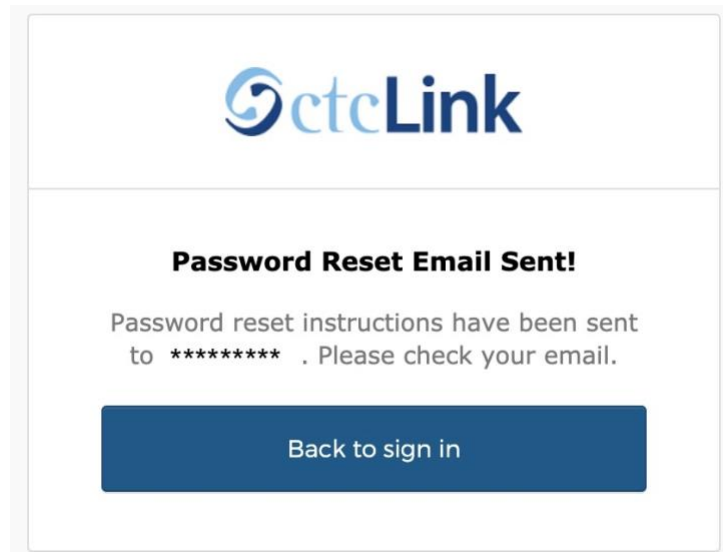 ctcLink
Password Reset Email Sent!
Password reset instructions have been sent
to ********* . Please check your email.
Back to sign in